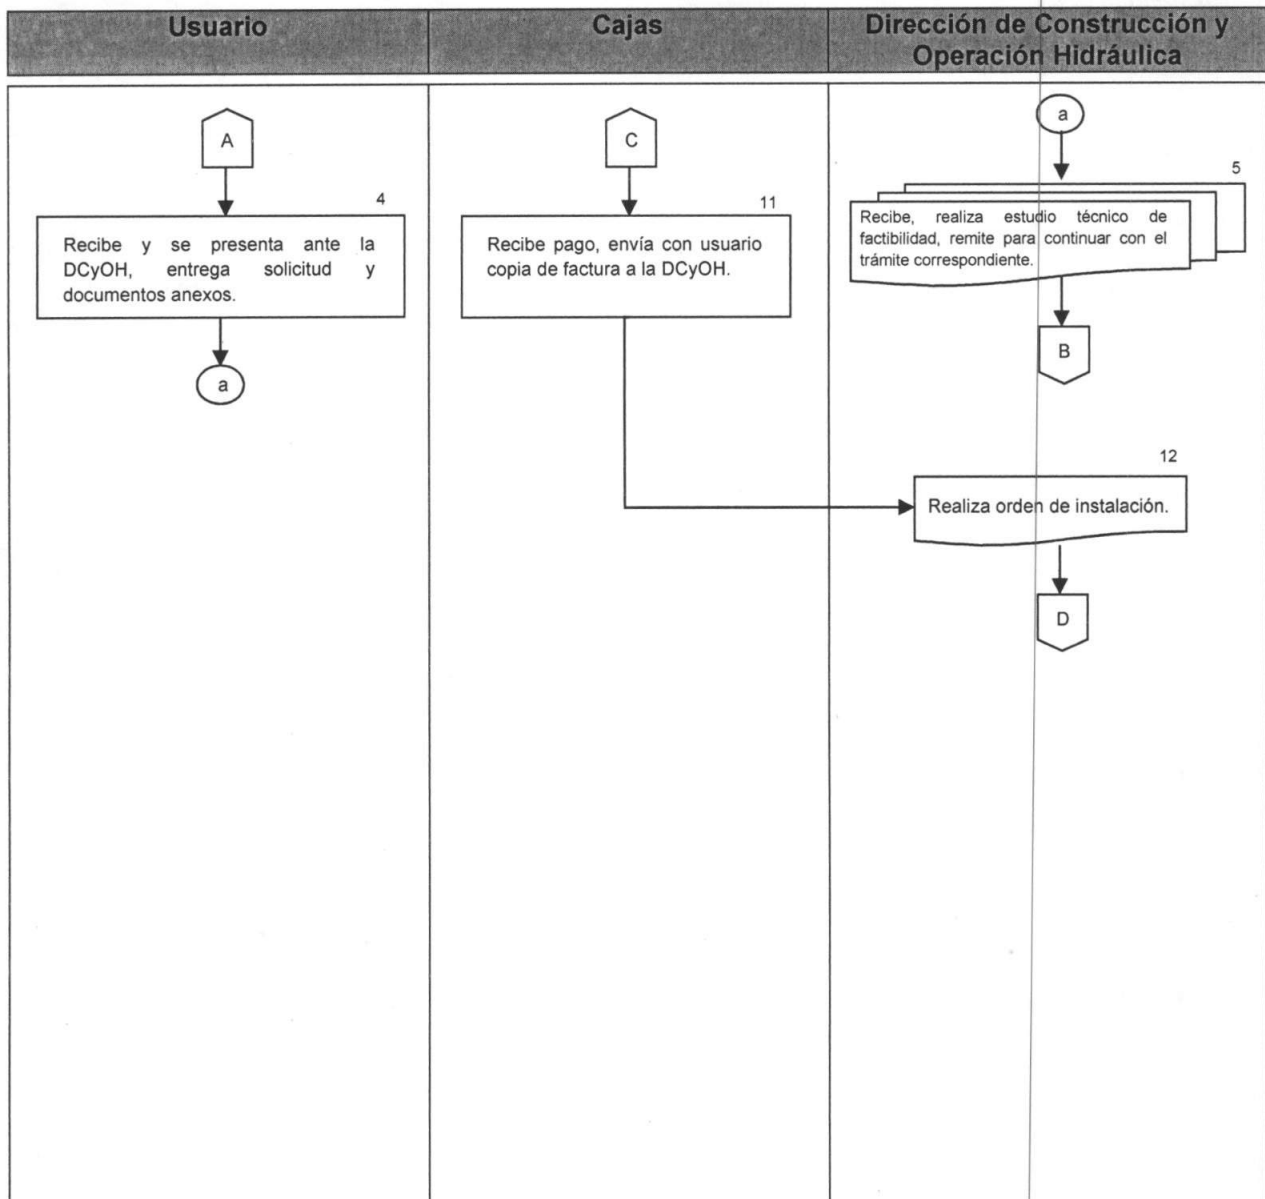 Usuario
Cajas
Dirección de Construcción y
Operación Hidráulica
A
4
Recibe y se presenta ante la
DCyOH, entrega solicitud y
documentos anexos.
a
C
11
Recibe pago, envía con usuario
copia de factura a la DCyOH.
a
5
Recibe, realiza estudio técnico de
factibilidad, remite para continuar con el
trámite correspondiente.
B
12
Realiza orden de instalación.
D